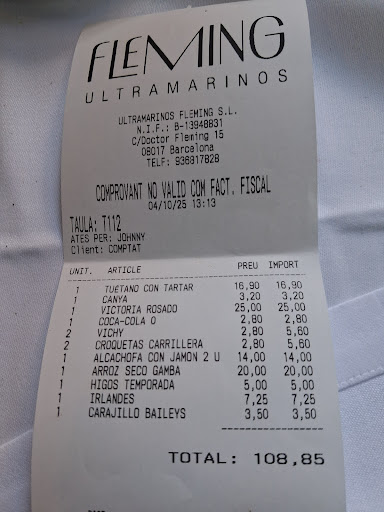 FLEMING
ULTRAMARINOS
ULTRAMARINOS FLEMING S.L.
N.I.F.: B-13948831
C/Doctor Fleming 15
08017 Barcelona
TELF: 936817828
COMPROVANT NO VALID COM FACT. FISCAL
04/10/25 13:13
TAULA: T112
ATES PER: JOHNNY
Client: COMPTAT
UNIT. ARTICLE PREU IMPORT
1 TUETANO CON TARTAR 16,90 16,90
1 CANYA 3,20 3,20
1 VICTORIA ROSADO 25,00 25,00
1 COCA-COLA 0 2,80 2,80
2 VICHY 2,80 5,60
2 CROQUETAS CARRILLERA 2,80 5,60
1 ALCACHOFA CON JAMON 2 U 14,00 14,00
1 ARROZ SECO GAMBA 20,00 20,00
1 HIGOS TEMPORADA 5,00 5,00
1 IRLANDES 7,25 7,25
1 CARAJILLO BAILEYS 3,50 3,50
TOTAL: 108,85